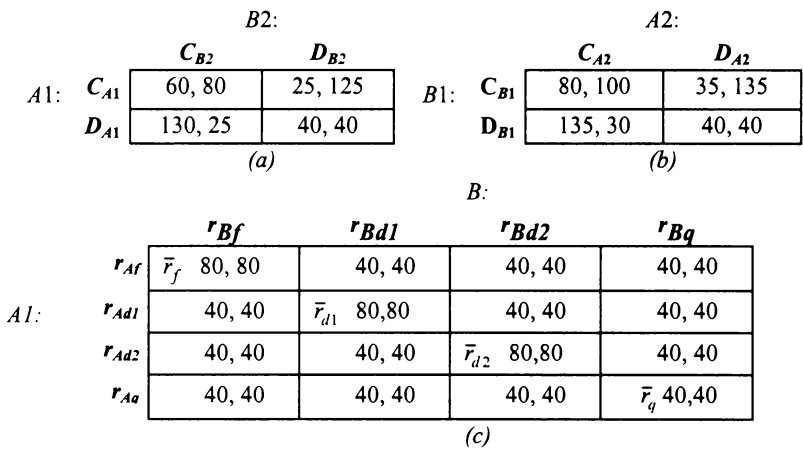 B2: A2:
C_B2 D_B2 C_A2 D_A2
A1: C_A1 60, 80 25, 125 B1: C_B1 80, 100 35, 135
D_A1 130, 25 40, 40 D_B1 135, 30 40, 40
(a) (b)
B:
r_Bf r_Bd1 r_Bd2 r_Bq
r_Af r̄_f 80, 80 40, 40 40, 40 40, 40
A1: r_Ad1 40, 40 r̄_d1 80,80 40, 40 40, 40
r_Ad2 40, 40 40, 40 r̄_d2 80,80 40, 40
r_Aq 40, 40 40, 40 40, 40 r̄_q 40,40
(c)